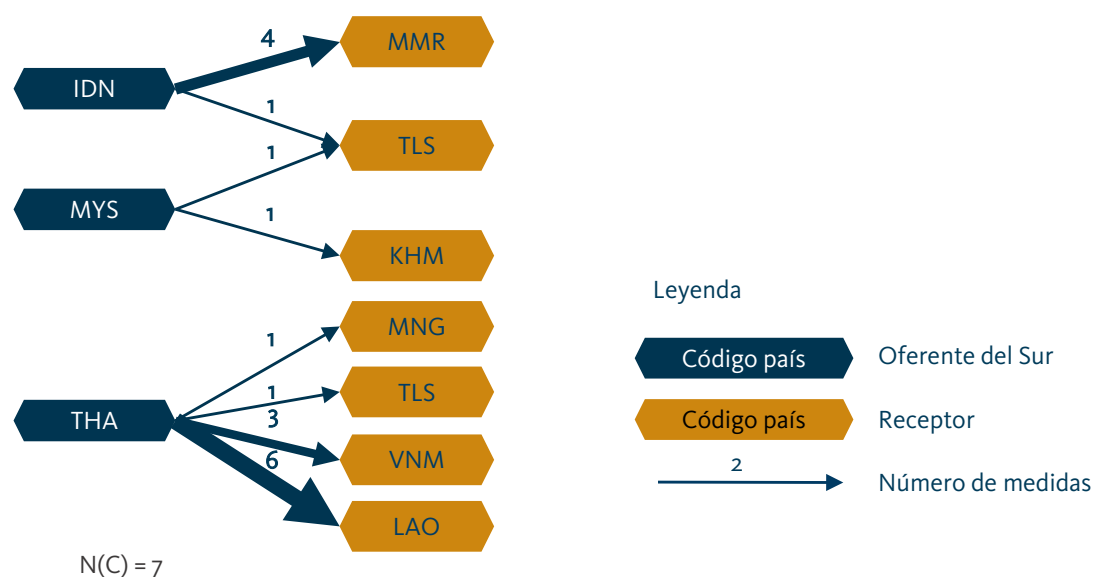 4
MMR
IDN
1
TLS
1
MYS
1
KHM
MNG
1
TLS
1
THA
3
VNM
6
LAO
N(C) = 7
Leyenda
Código país
Oferente del Sur
Código país
Receptor
2
Número de medidas